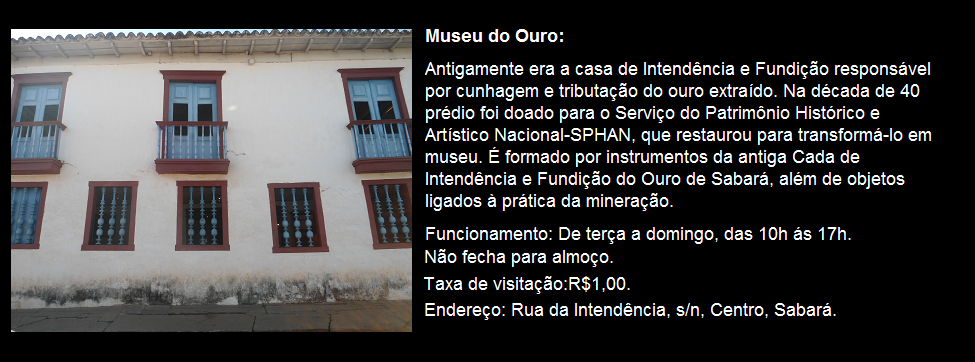 Museu do Ouro:
Antigamente era a casa de Intendência e Fundição responsável
por cunhagem e tributação do ouro extraído. Na década de 40
prédio foi doado para o Serviço do Patrimônio Histórico e
Artístico Nacional-SPHAN, que restaurou para transformá-lo em
museu. É formado por instrumentos da antiga Cada de
Intendência e Fundição do Ouro de Sabará, além de objetos
ligados à prática da mineração.
Funcionamento: De terça a domingo, das 10h ás 17h.
Não fecha para almoço.
Taxa de visitação:R$1,00.
Endereço: Rua da Intendência, s/n, Centro, Sabará.